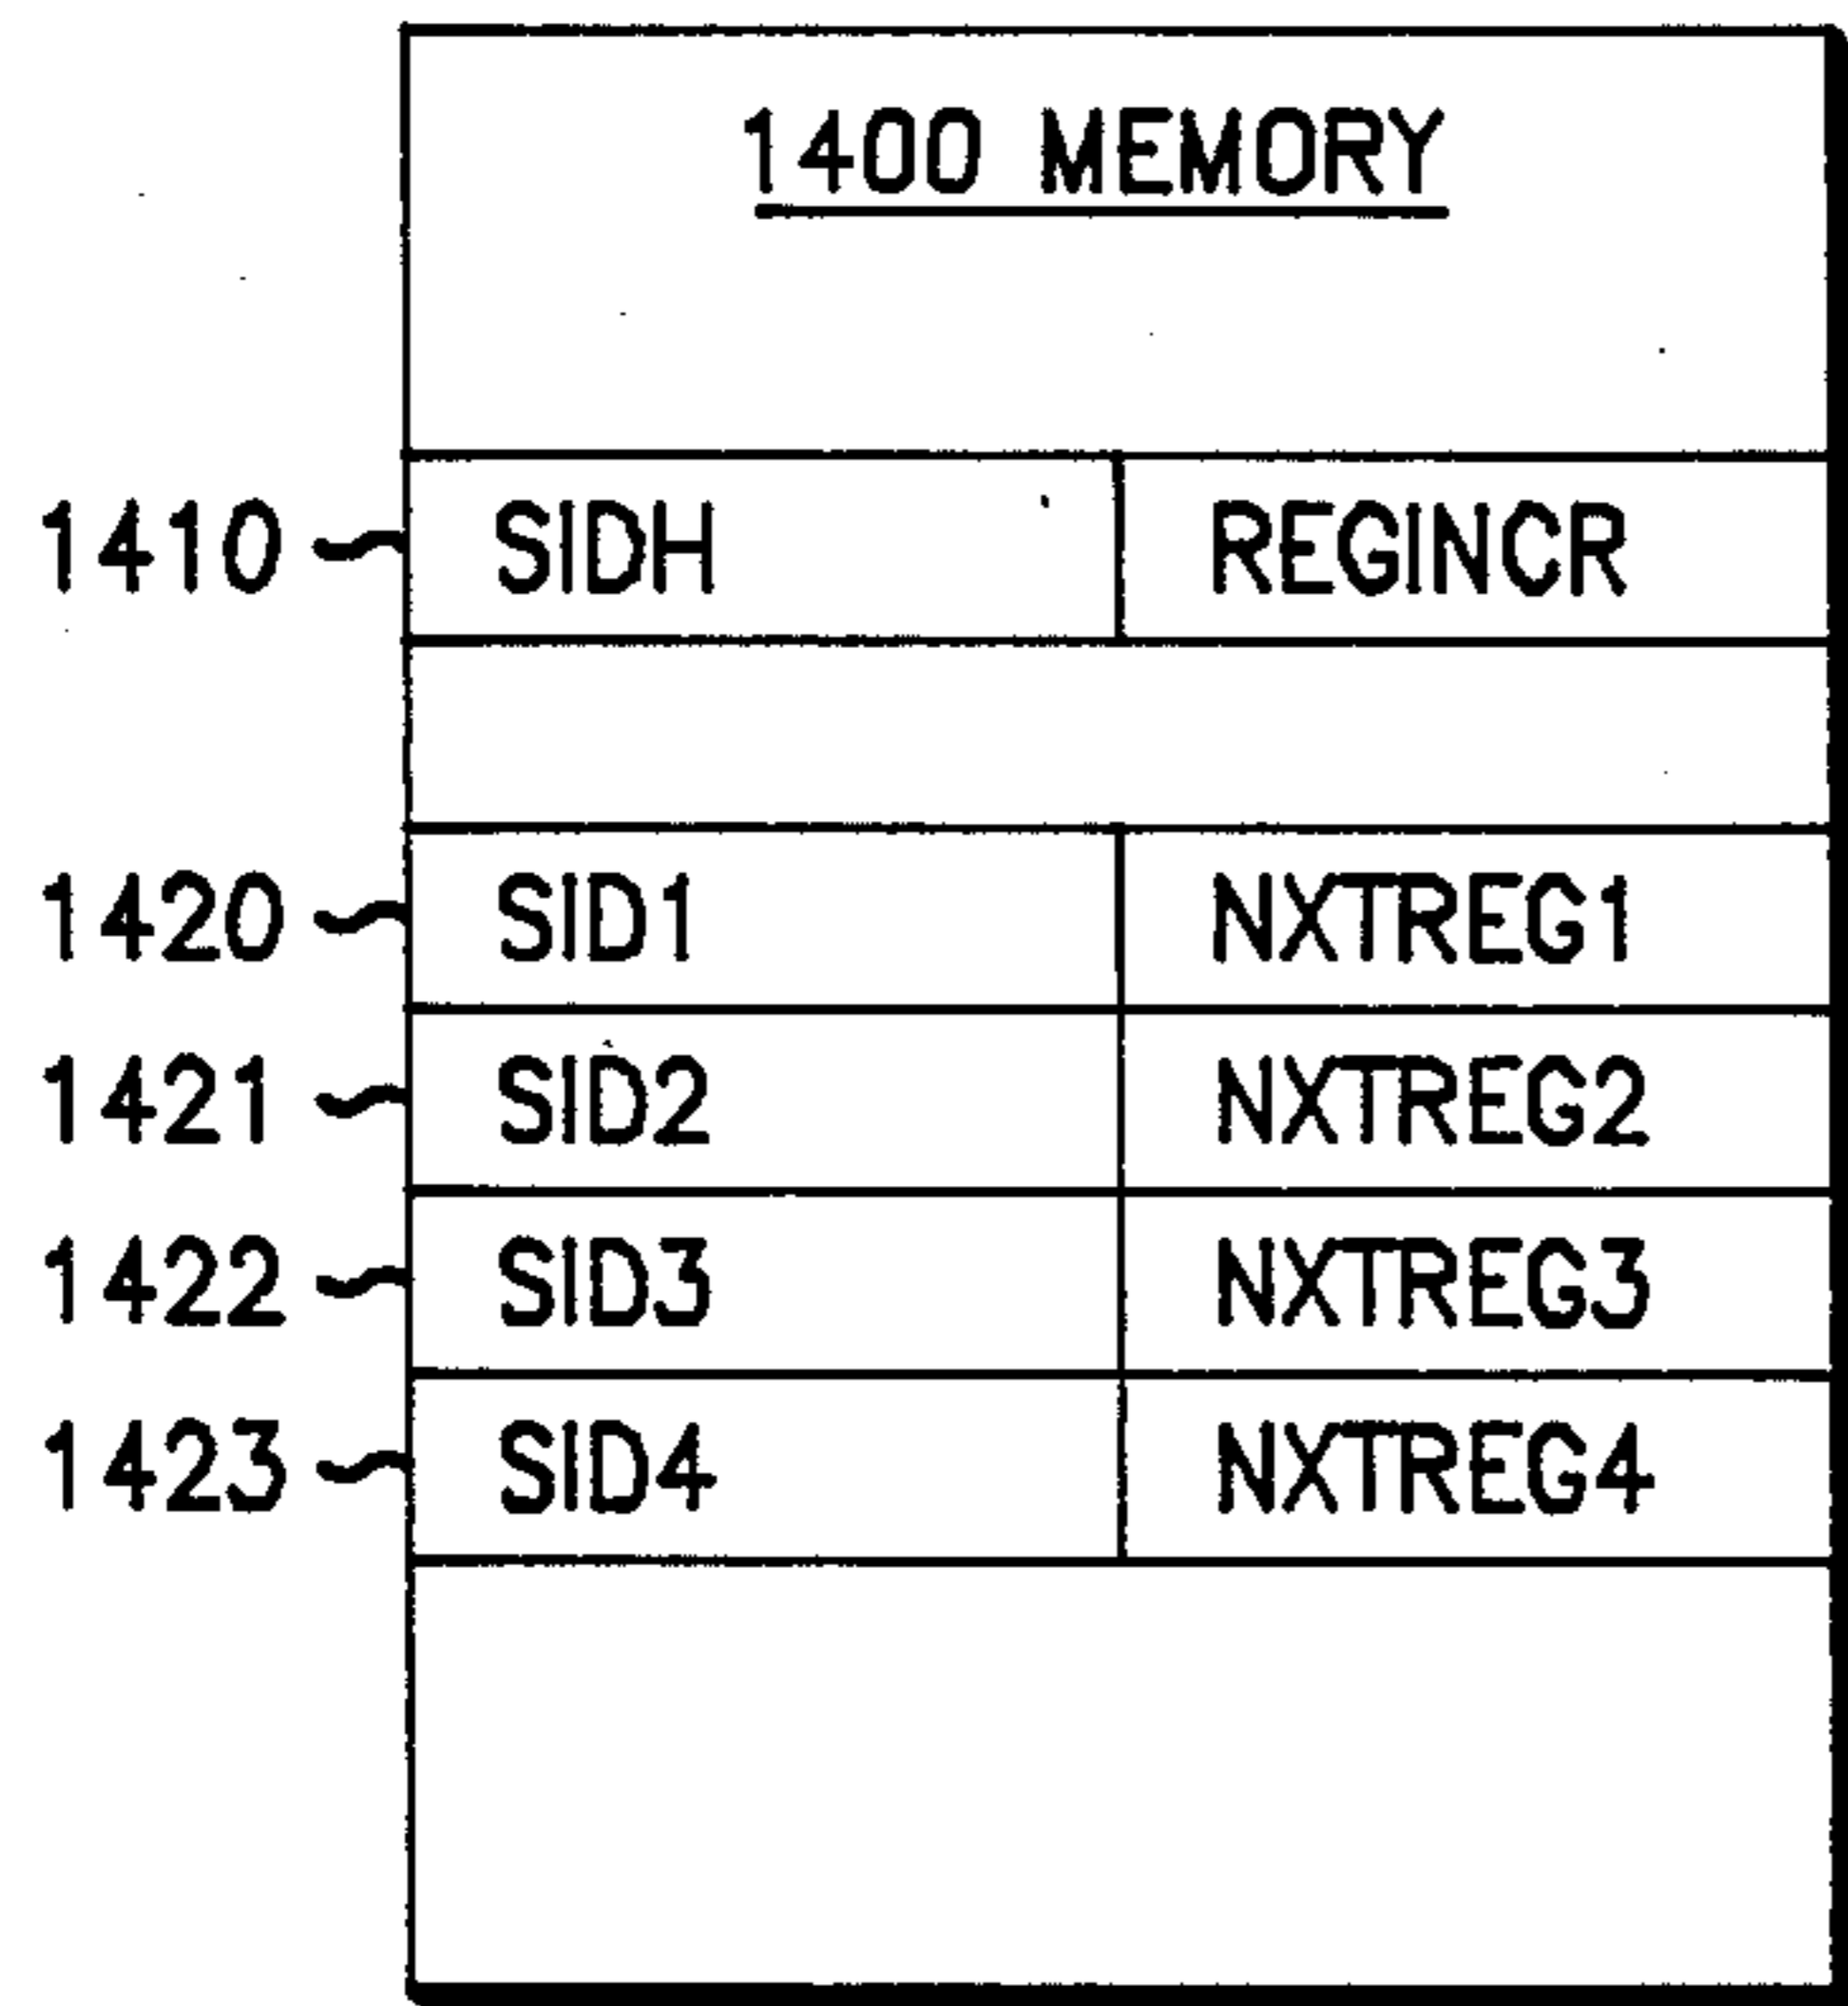 1400 MEMORY
1410 SIDH REGINCR
1420 SID1 NXTREG1
1421 SID2 NXTREG2
1422 SID3 NXTREG3
1423 SID4 NXTREG4